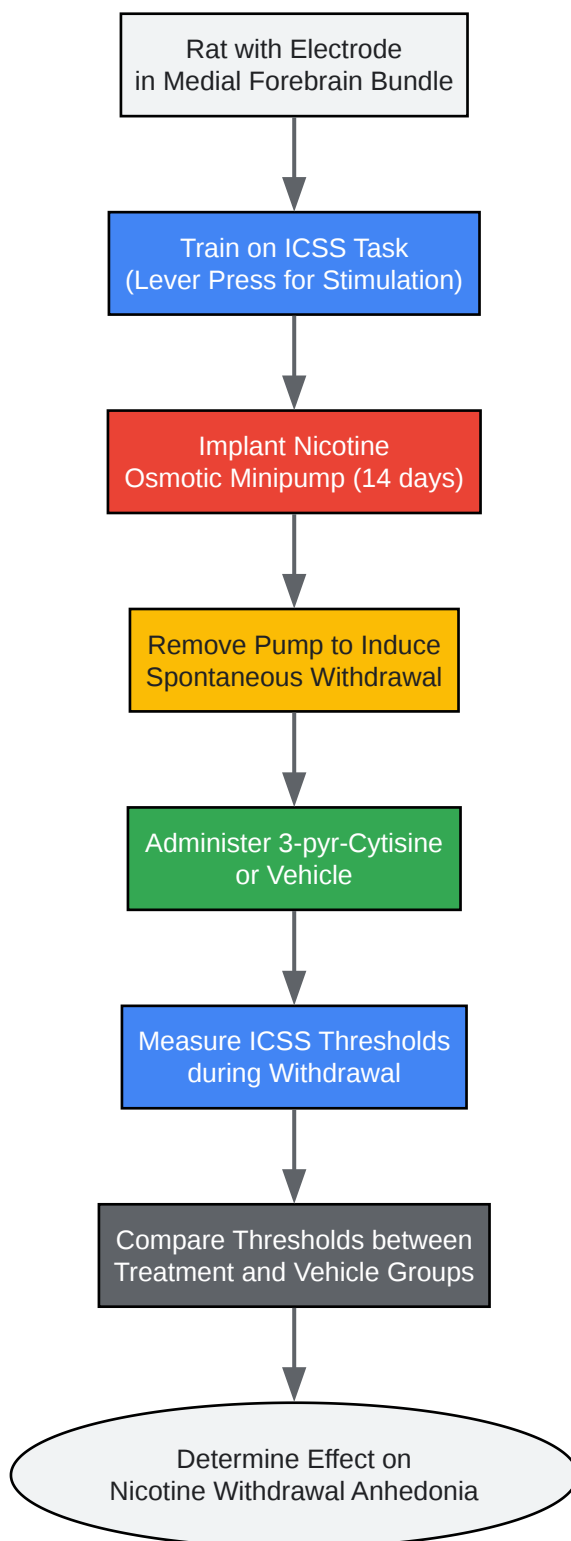 Rat with Electrode
in Medial Forebrain Bundle
Train on ICSS Task
(Lever Press for Stimulation)
Implant Nicotine
Osmotic Minipump (14 days)
Remove Pump to Induce
Spontaneous Withdrawal
Administer 3-pyr-Cytisine
or Vehicle
Measure ICSS Thresholds
during Withdrawal
Compare Thresholds between
Treatment and Vehicle Groups
Determine Effect on
Nicotine Withdrawal Anhedonia